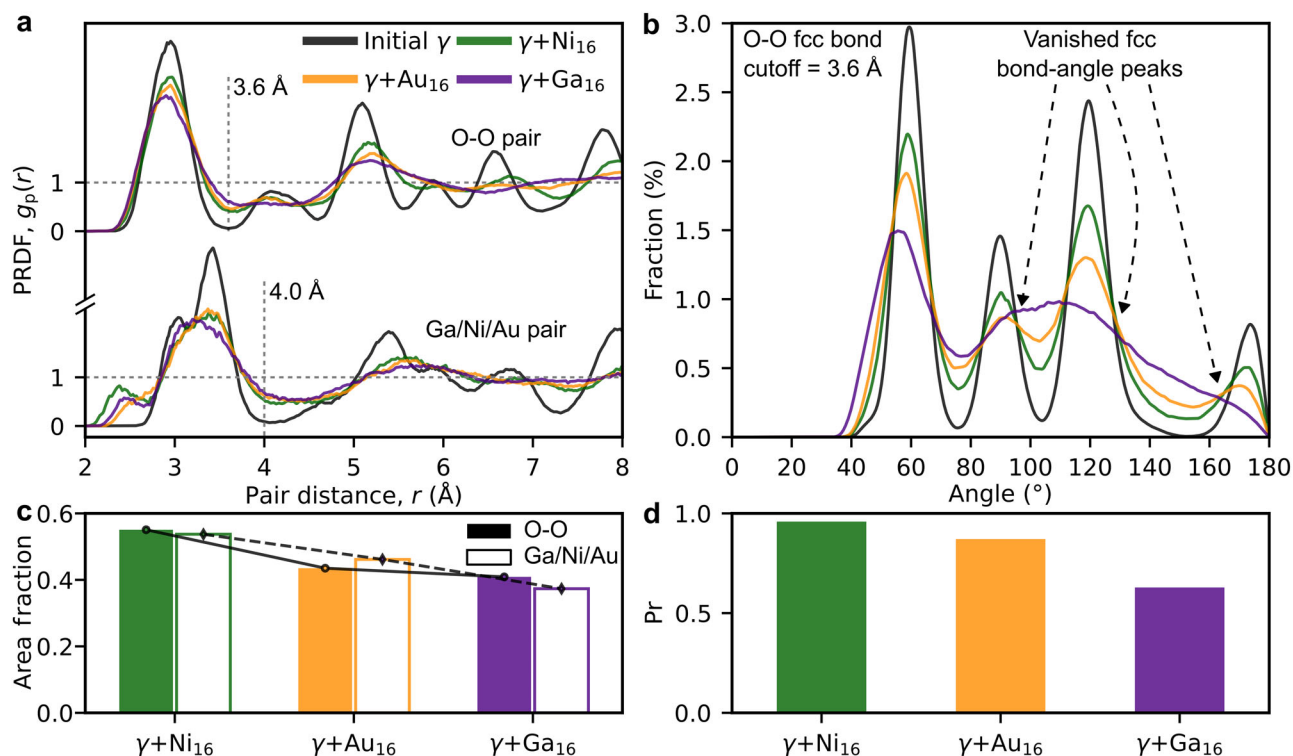 a
Initial γ
γ+Ni₁₆
γ+Au₁₆
γ+Ga₁₆
3.6 Å
O-O pair
4.0 Å
Ga/Ni/Au pair
PRDF, gₚ(r)
1
0
1
0
2 3 4 5 6 7 8
Pair distance, r (Å)
b
O-O fcc bond
cutoff = 3.6 Å
Vanished fcc
bond-angle peaks
Fraction (%)
3.0
2.5
2.0
1.5
1.0
0.5
0.0
0 20 40 60 80 100 120 140 160 180
Angle (°)
c
O-O
Ga/Ni/Au
Area fraction
0.6
0.4
0.2
0.0
γ+Ni₁₆ γ+Au₁₆ γ+Ga₁₆
d
Pr
1.0
0.5
0.0
γ+Ni₁₆ γ+Au₁₆ γ+Ga₁₆